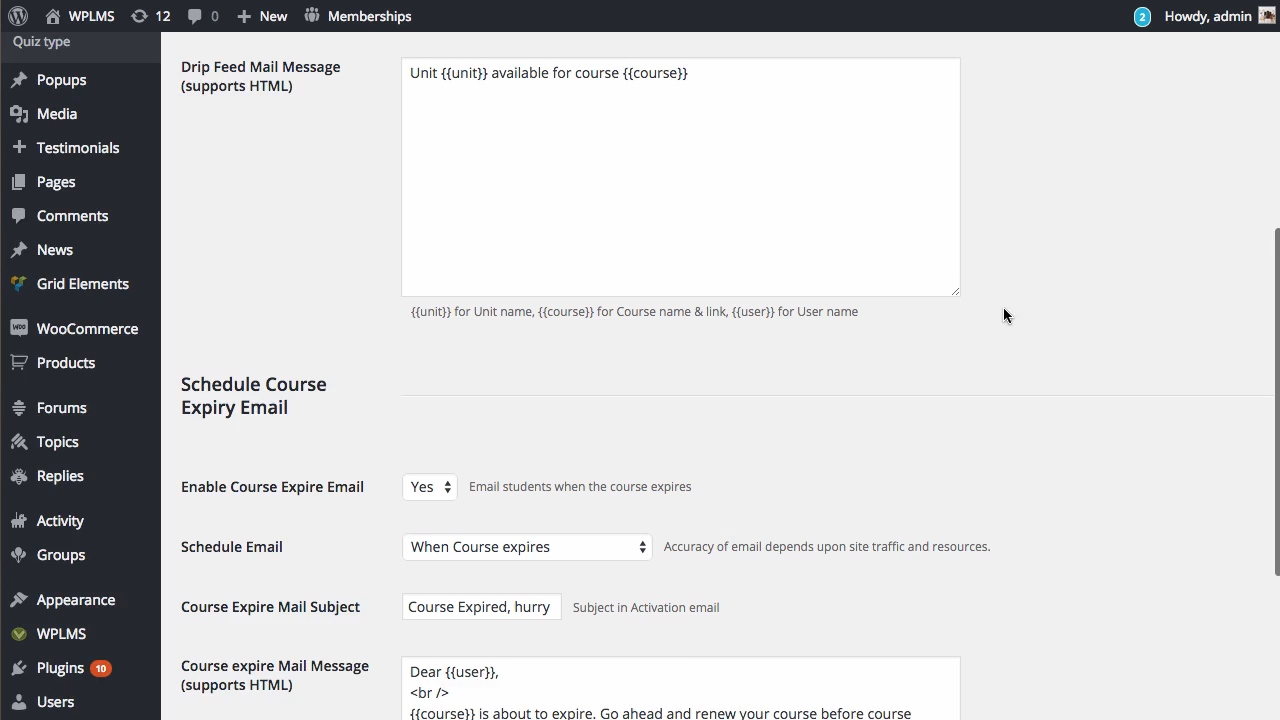 WPLMS 12 0 New Memberships 2 Howdy, admin
Quiz type
Popups
Media
Testimonials
Pages
Comments
News
Grid Elements
WooCommerce
Products
Forums
Topics
Replies
Activity
Groups
Appearance
WPLMS
Plugins 10
Users
Drip Feed Mail Message
(supports HTML)
Unit {{unit}} available for course {{course}}
{{unit}} for Unit name, {{course}} for Course name & link, {{user}} for User name
Schedule Course
Expiry Email
Enable Course Expire Email
Yes
Email students when the course expires
Schedule Email
When Course expires
Accuracy of email depends upon site traffic and resources.
Course Expire Mail Subject
Course Expired, hurry
Subject in Activation email
Course expire Mail Message
(supports HTML)
Dear {{user}},
<br />
{{course}} is about to expire. Go ahead and renew your course before course